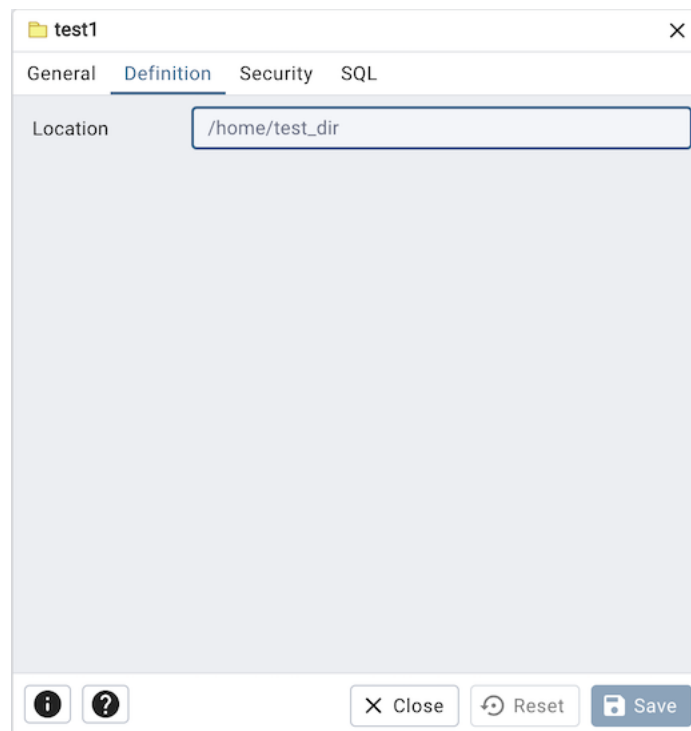 test1
General Definition Security SQL
Location /home/test_dir
Close Reset Save